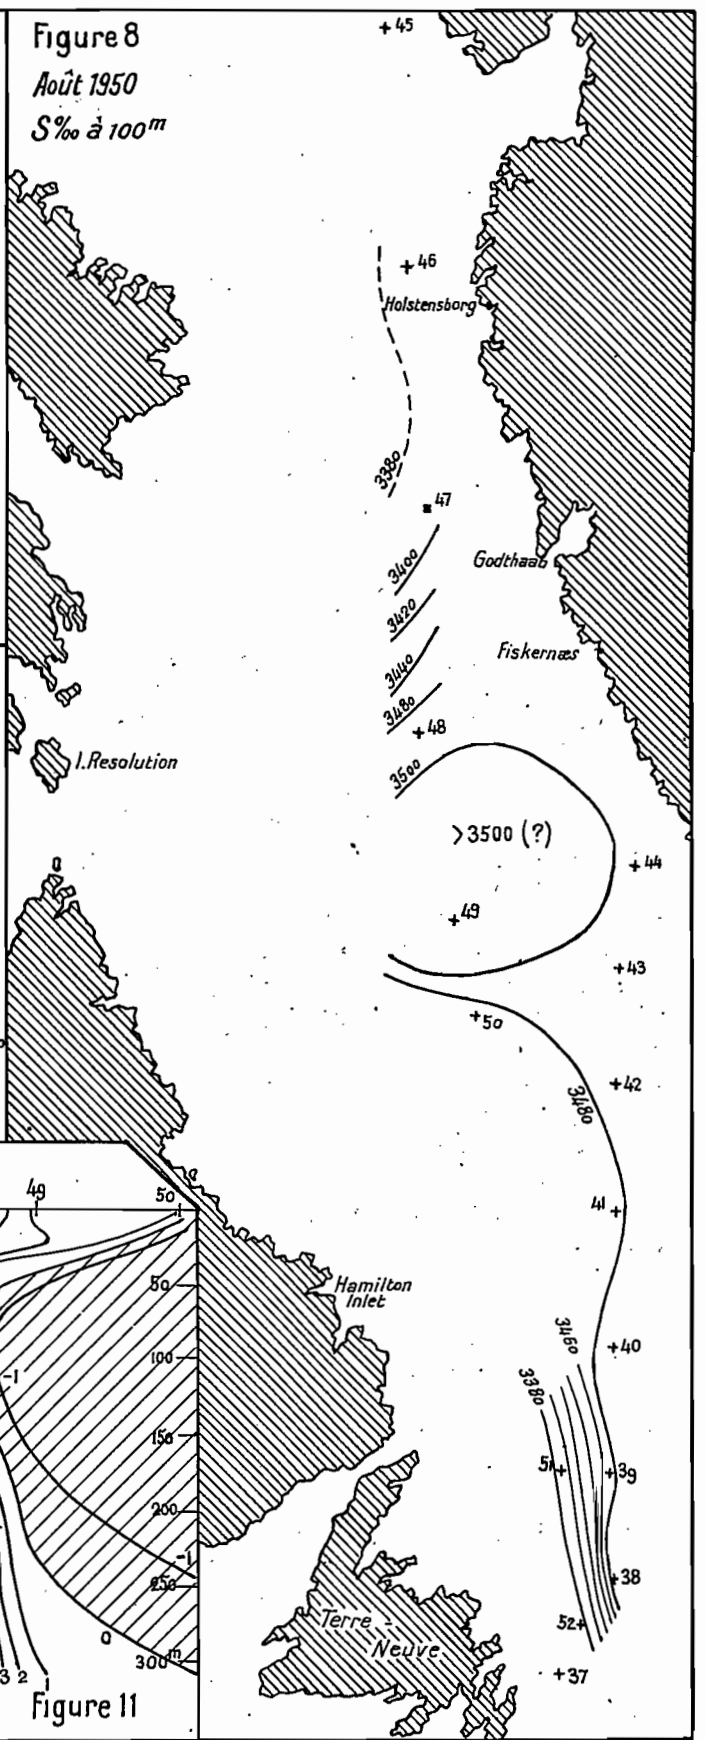 Figure 8
Août 1950
S‰ à 100m
+45
+46
Holstensborg
3380
47
3400
Godthaab
3420
Fiskernæs
3440
3480
+48
I.Resolution
3500
>3500 (?)
+44
+49
+43
+50
+42
3480
49
50
41+
50
Hamilton
Inlet
3460
+40
100
-1
3380
150
51+
+39
200
-1
250
+38
52+
Terre-
Neuve
0
300m
+37
3 2 1
Figure 11